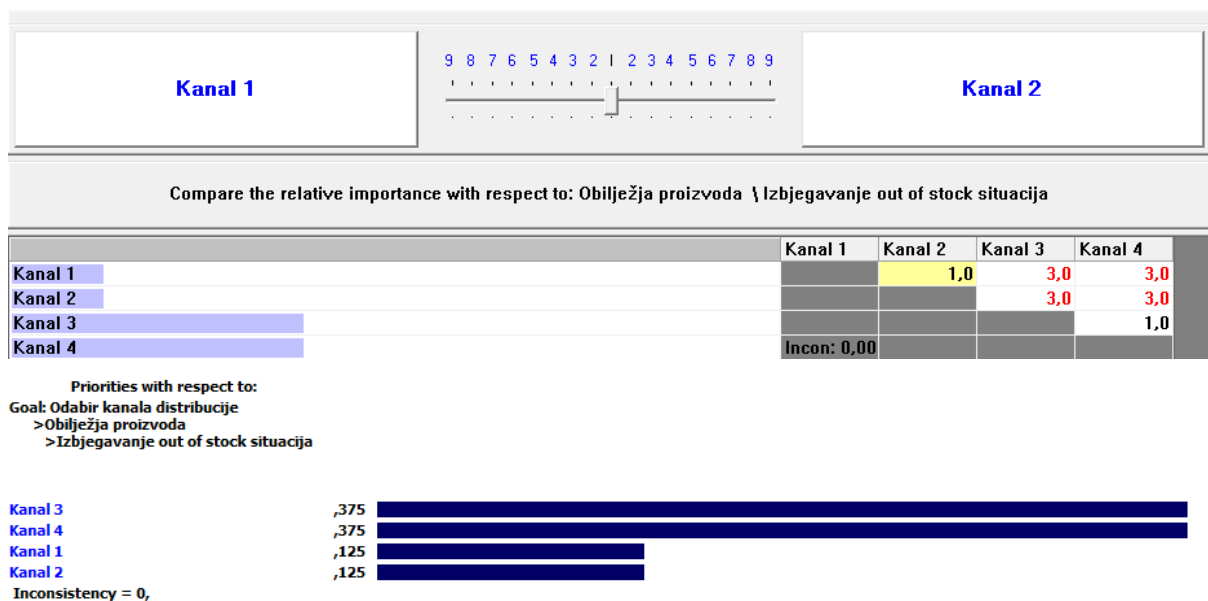 Kanal 1
9 8 7 6 5 4 3 2 1 2 3 4 5 6 7 8 9
Kanal 2
Compare the relative importance with respect to: Obilježja proizvoda \ Izbjegavanje out of stock situacija
Kanal 1 Kanal 2 Kanal 3 Kanal 4
Kanal 1 1,0 3,0 3,0
Kanal 2 3,0 3,0
Kanal 3 1,0
Kanal 4 Incon: 0,00
Priorities with respect to:
Goal: Odabir kanala distribucije
>Obilježja proizvoda
>Izbjegavanje out of stock situacija
Kanal 3 ,375
Kanal 4 ,375
Kanal 1 ,125
Kanal 2 ,125
Inconsistency = 0,